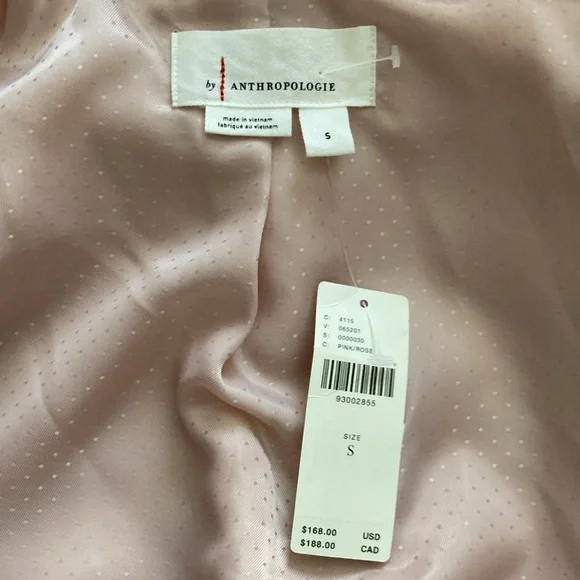 by ANTHROPOLOGIE
made in vietnam
fabriqué au vietnam
S
C: 4115
V: 065201
S: 0000030
C: PINK/ROSE
93002855
SIZE
S
$168.00 USD
$188.00 CAD